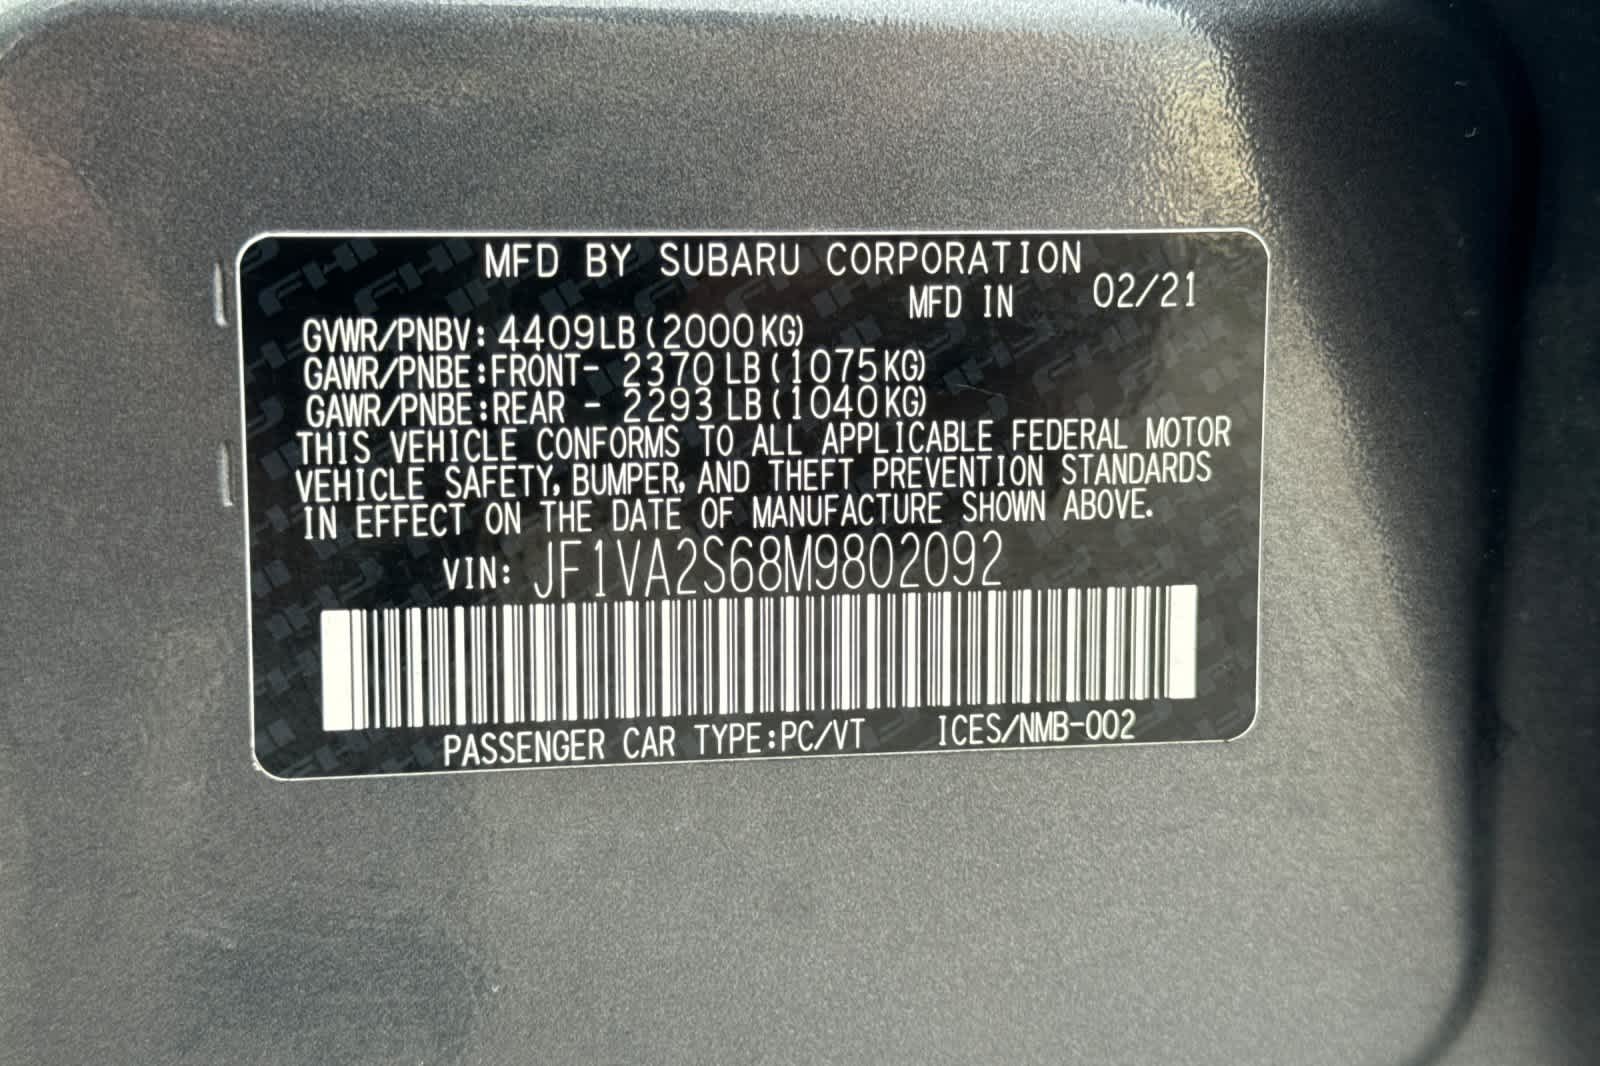 MFD BY SUBARU CORPORATION
MFD IN 02/21
GVWR/PNBV: 4409LB(2000KG)
GAWR/PNBE:FRONT- 2370LB(1075KG)
GAWR/PNBE:REAR - 2293LB(1040KG)
THIS VEHICLE CONFORMS TO ALL APPLICABLE FEDERAL MOTOR
VEHICLE SAFETY, BUMPER, AND THEFT PREVENTION STANDARDS
IN EFFECT ON THE DATE OF MANUFACTURE SHOWN ABOVE.
VIN: JF1VA2S68M9802092
PASSENGER CAR TYPE:PC/VT ICES/NMB-002